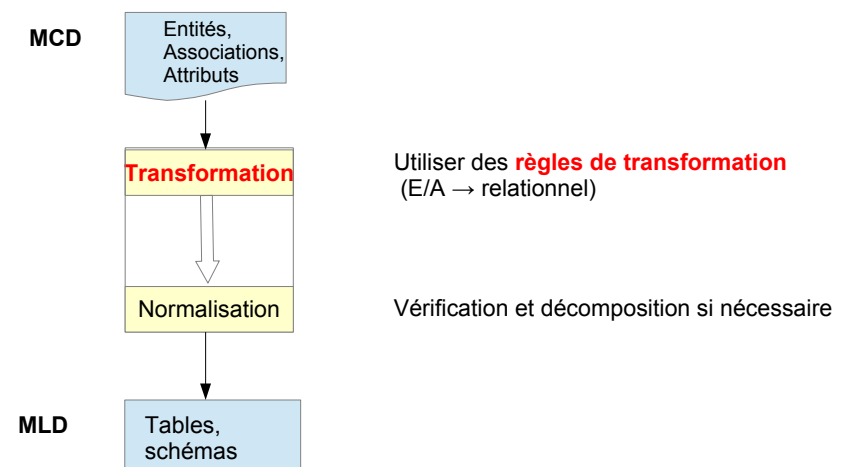 MCD
Entités,
Associations,
Attributs
Transformation
Utiliser des règles de transformation
(E/A → relationnel)
Normalisation
Vérification et décomposition si nécessaire
MLD
Tables,
schémas